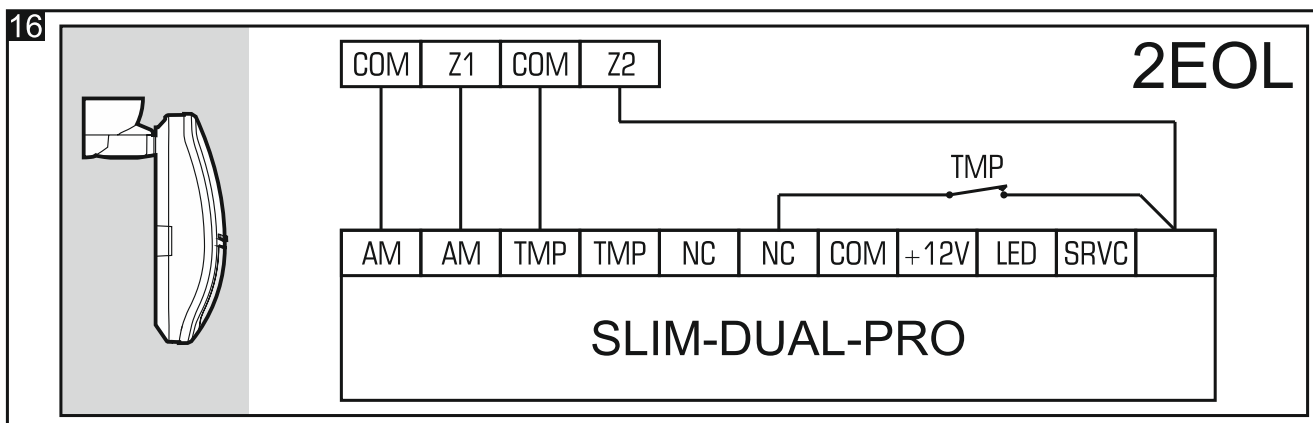 16
COM Z1 COM Z2
2EOL
TMP
AM AM TMP TMP NC NC COM +12V LED SRVC
SLIM-DUAL-PRO